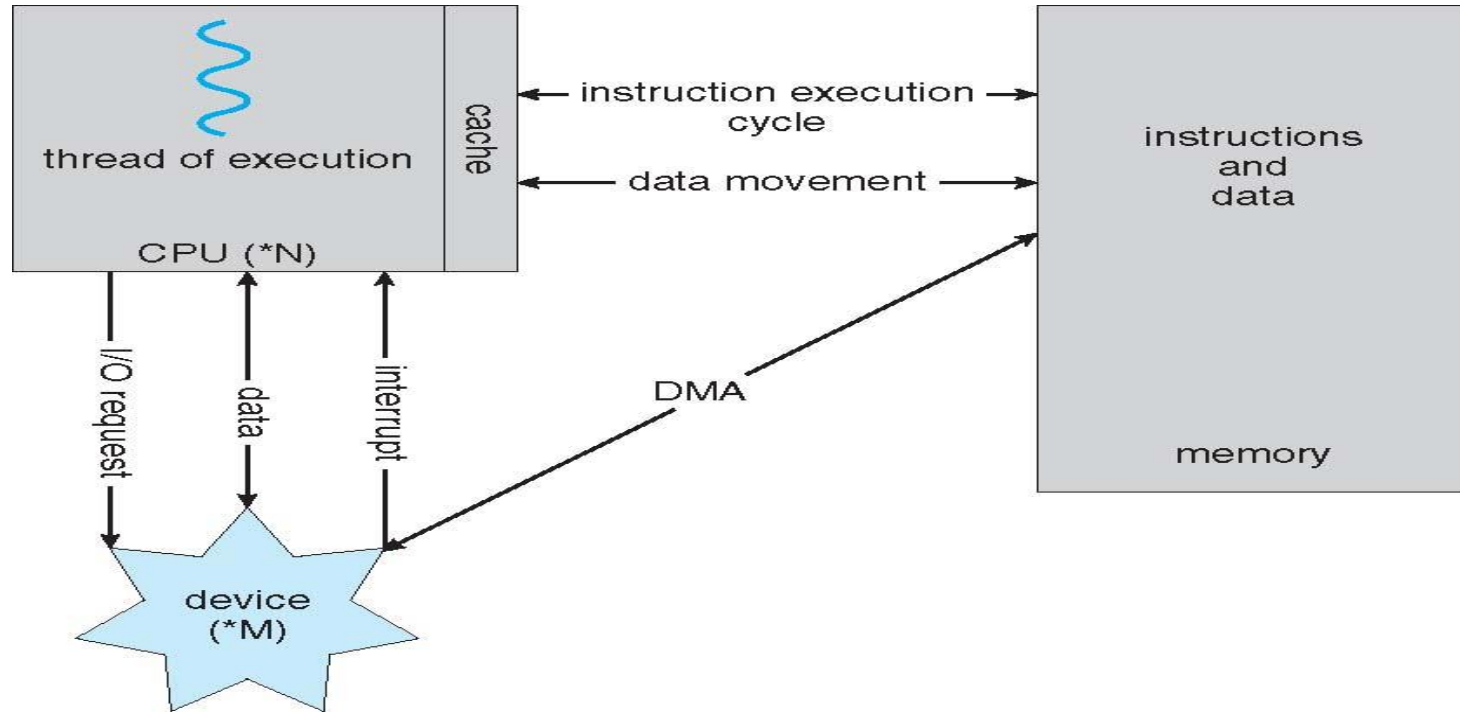 thread of execution
CPU (*N)
cache
instruction execution
cycle
data movement
instructions
and
data
memory
I/O request
data
interrupt
DMA
device
(*M)